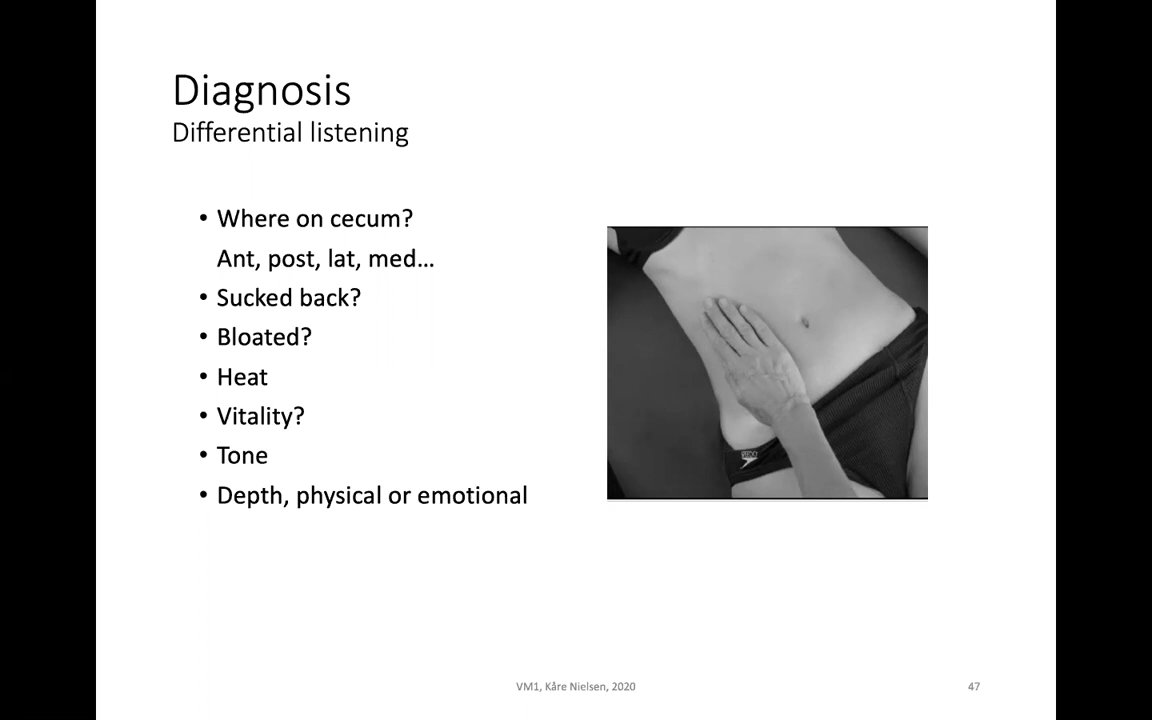 Diagnosis
Differential listening
• Where on cecum?
Ant, post, lat, med...
• Sucked back?
• Bloated?
• Heat
• Vitality?
• Tone
• Depth, physical or emotional
VM1, Kåre Nielsen, 2020
47